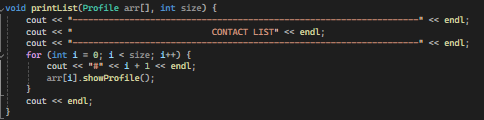 void printList(Profile arr[], int size) {
cout << "---------------------------------------------------------------------" << endl;
cout << "                            CONTACT LIST" << endl;
cout << "---------------------------------------------------------------------" << endl;
for (int i = 0; i < size; i++) {
cout << "#" << i + 1 << endl;
arr[i].showProfile();
}
cout << endl;
}